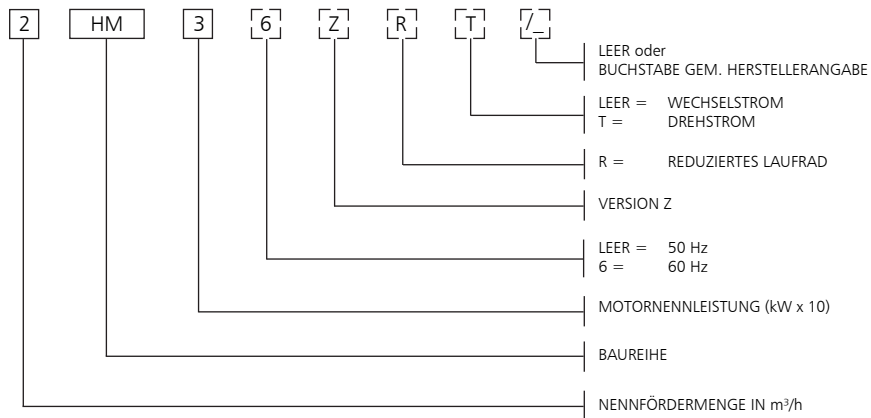 2 HM 3 6 Z R T /_
LEER oder
BUCHSTABE GEM. HERSTELLERANGABE
LEER = WECHSELSTROM
T = DREHSTROM
R = REDUZIERTES LAUFRAD
VERSION Z
LEER = 50 Hz
6 = 60 Hz
MOTORNENNLEISTUNG (kW x 10)
BAUREIHE
NENNFÖRDERMENGE IN m³/h